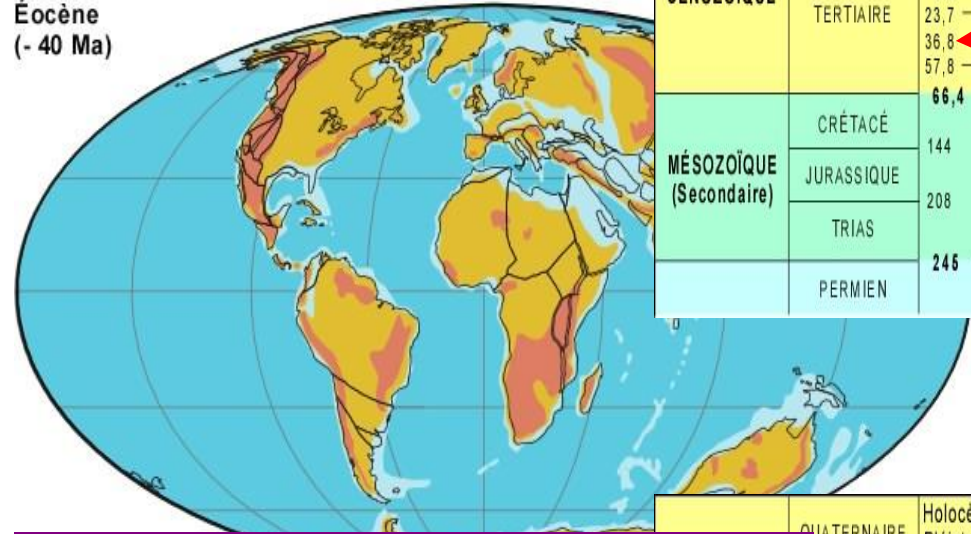 Éocène
(- 40 Ma)
TERTIAIRE
23,7
36,8
57,8
66,4
CRÉTACÉ
144
MÉSOZOÏQUE
(Secondaire)
JURASSIQUE
208
TRIAS
245
PERMIEN
QUATERNAIRE